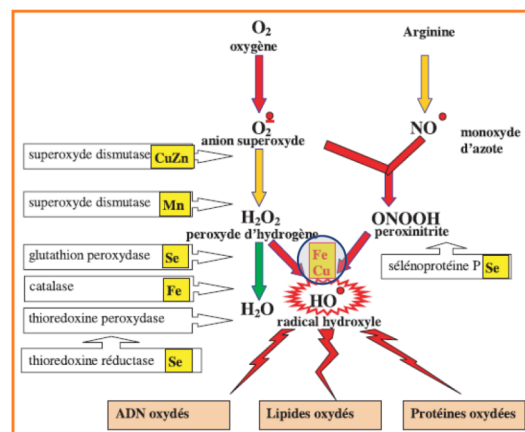 O2
oxygène
Arginine
O2
anion superoxyde
NO
monoxyde
d'azote
superoxyde dismutase CuZn
superoxyde dismutase Mn
H2O2
peroxyde d'hydrogène
ONOOH
peroxinitrite
glutathion peroxydase Se
Fe
Cu
sélénoprotéine P Se
catalase Fe
thioredoxine peroxydase
H2O
HO
radical hydroxyle
thioredoxine réductase Se
ADN oxydés
Lipides oxydés
Protéines oxydées